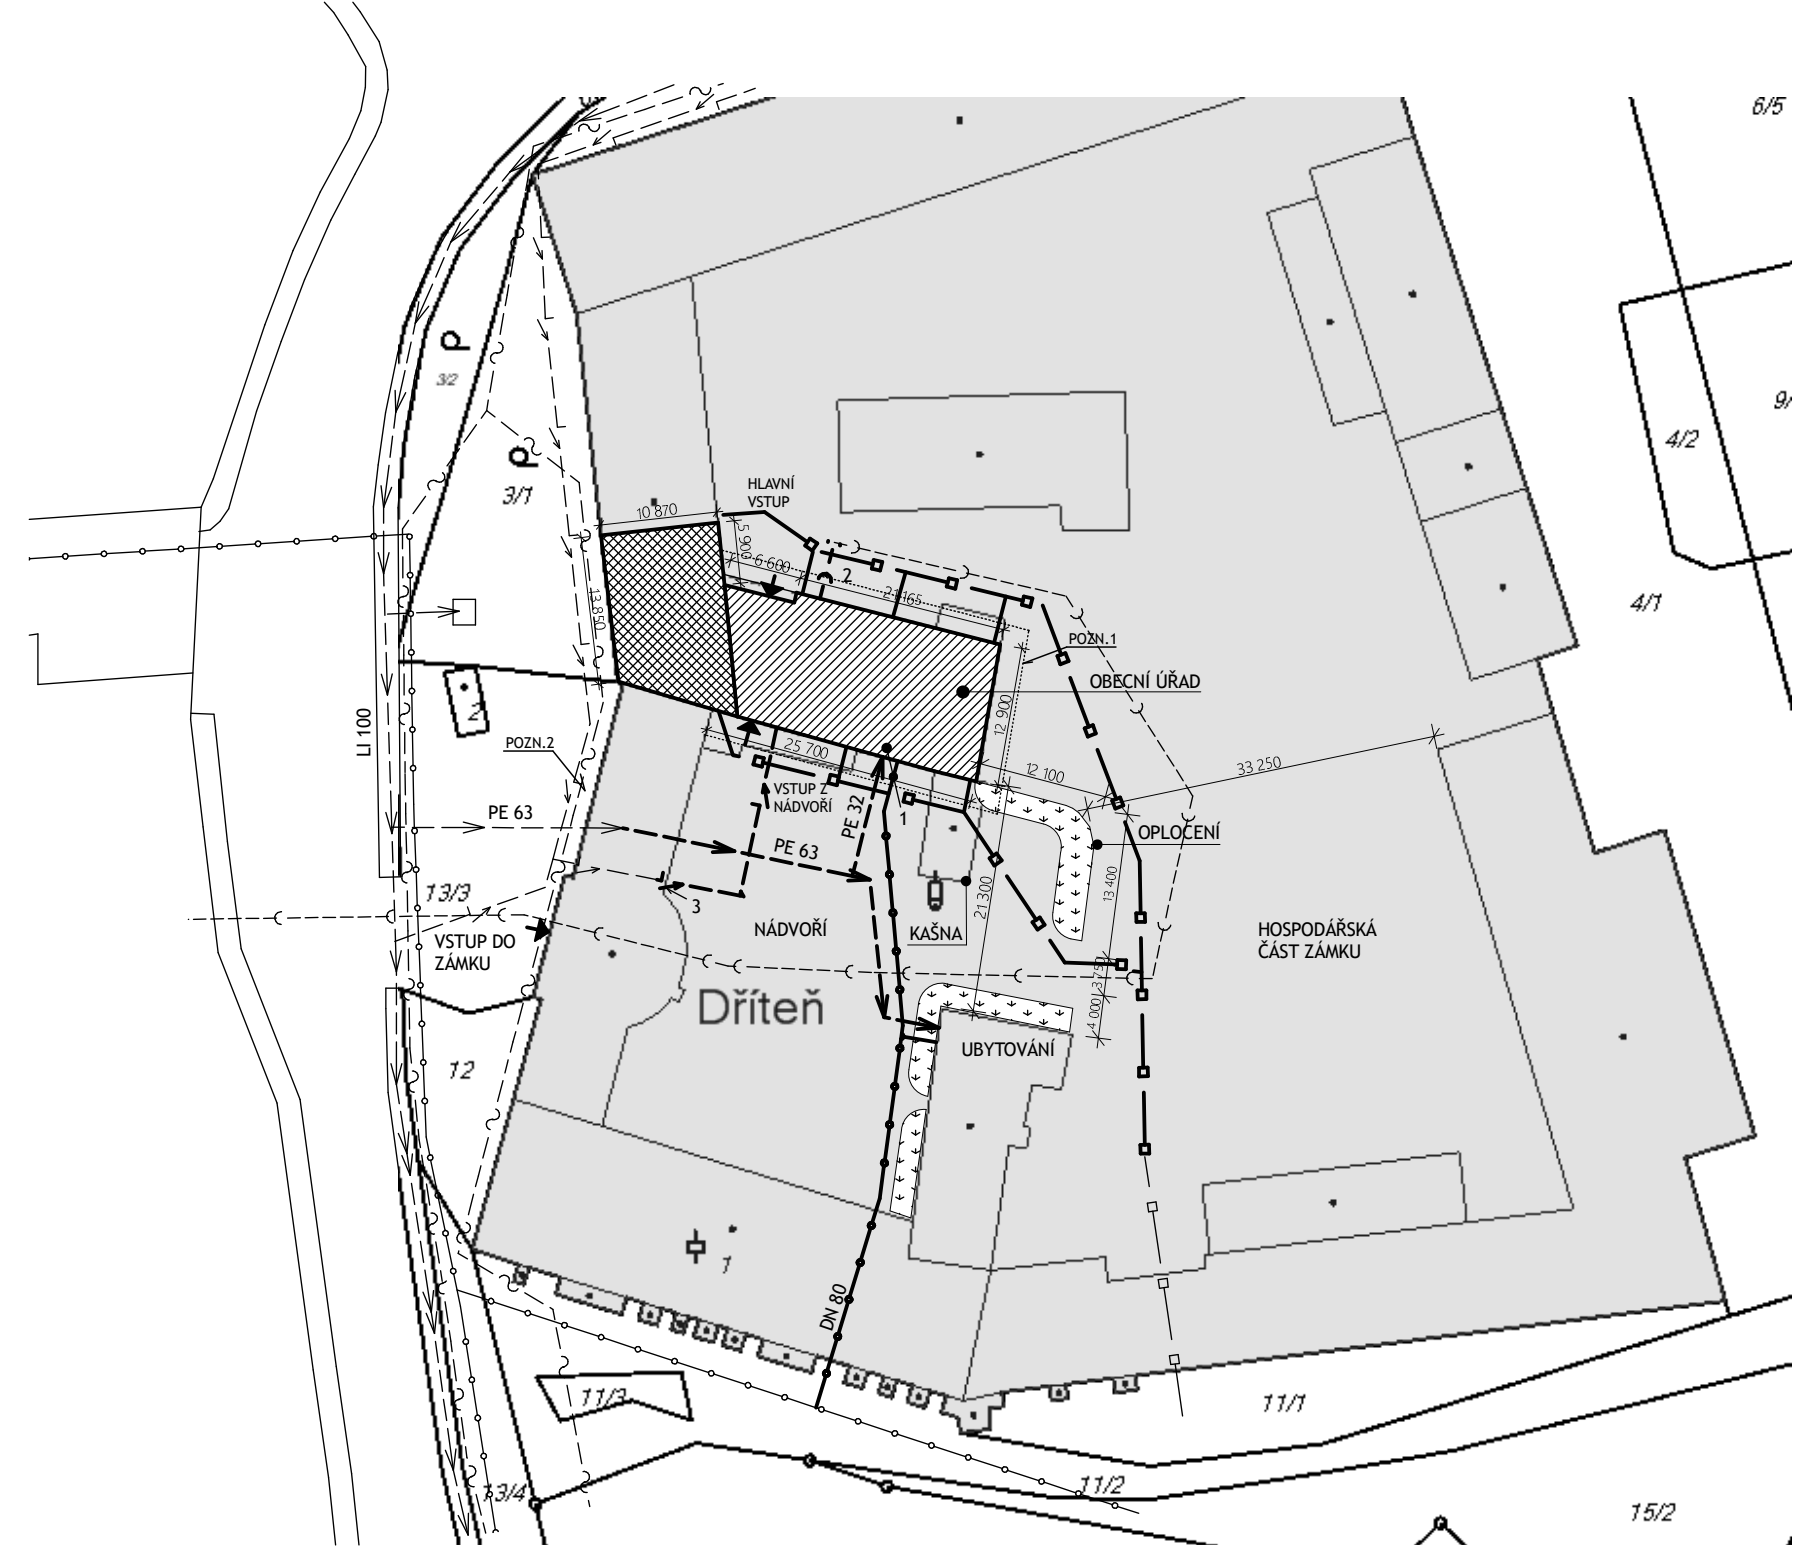 6/5
3/2
9/
4/2
HLAVNÍ
VSTUP
3/1
10 870
5 900
6 600
2
21 165
13 850
4/1
POZN.1
OBECNÍ ÚŘAD
2
LI 100
POZN.2
25 700
12 900
12 100
33 250
VSTUP Z
NÁDVOŘÍ
PE 63
PE 32
1
OPLOCENÍ
PE 63
13/3
3
21 300
13 400
NÁDVOŘÍ
KAŠNA
HOSPODÁŘSKÁ
ČÁST ZÁMKU
VSTUP DO
ZÁMKU
3 750
4 000
Dříteň
UBYTOVÁNÍ
12
1
DN 80
11/3
11/1
13/4
11/2
15/2